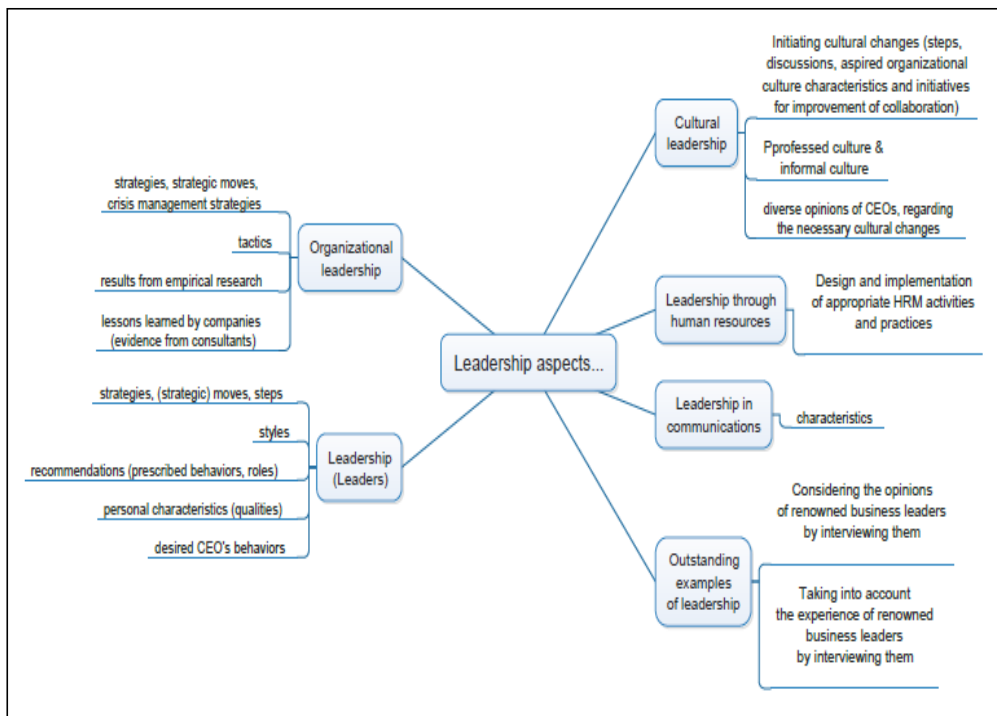 Leadership aspects...
Organizational
leadership
strategies, strategic moves,
crisis management strategies
tactics
results from empirical research
lessons learned by companies
(evidence from consultants)
Leadership
(Leaders)
strategies, (strategic) moves, steps
styles
recommendations (prescribed behaviors, roles)
personal characteristics (qualities)
desired CEO's behaviors
Cultural
leadership
Initiating cultural changes (steps,
discussions, aspired organizational
culture characteristics and initiatives
for improvement of collaboration)
Pprofessed culture &
informal culture
diverse opinions of CEOs, regarding
the necessary cultural changes
Leadership through
human resources
Design and implementation
of appropriate HRM activities
and practices
Leadership in
communications
characteristics
Outstanding
examples
of leadership
Considering the opinions
of renowned business leaders
by interviewing them
Taking into account
the experience of renowned
business leaders
by interviewing them